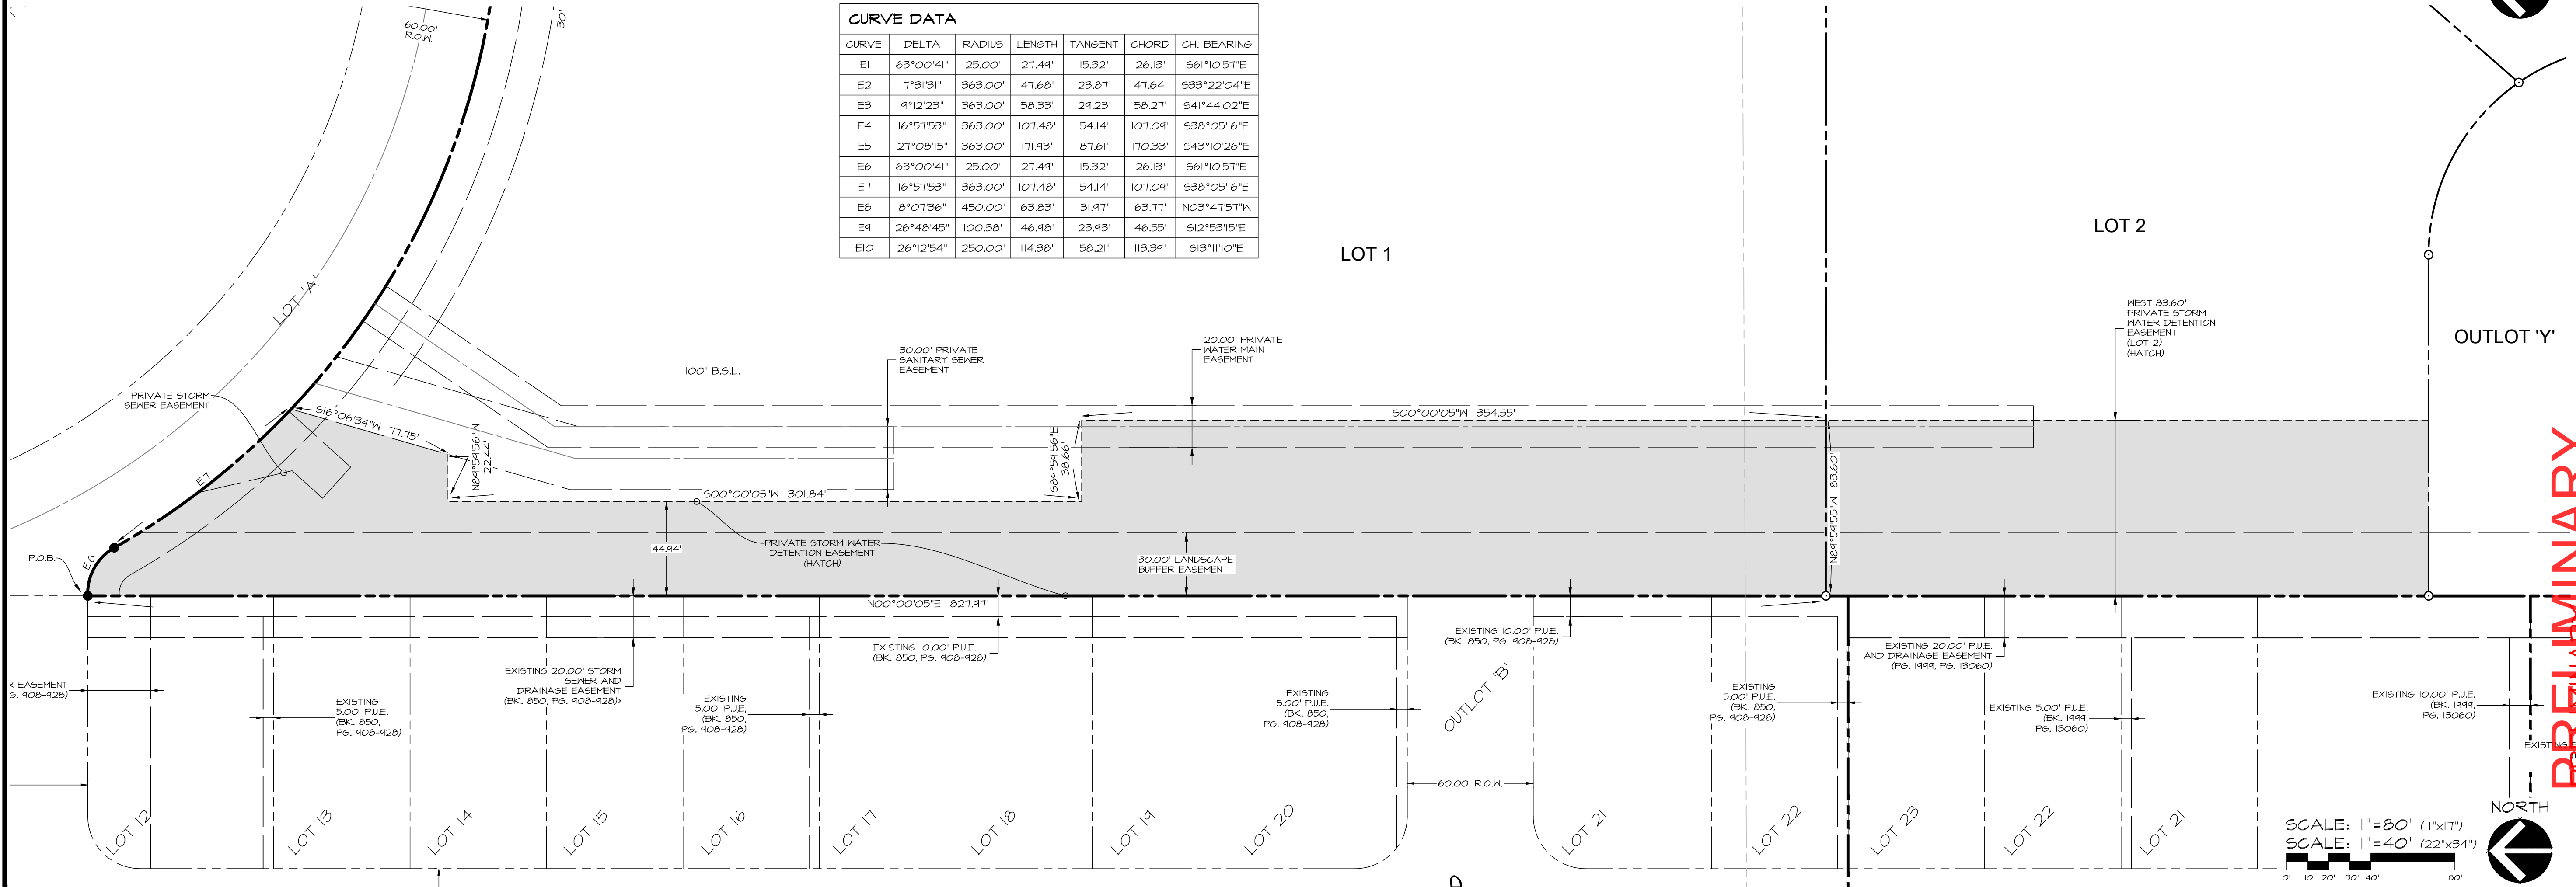 60.00'
R.O.W.
30'
CURVE DATA
CURVE DELTA RADIUS LENGTH TANGENT CHORD CH. BEARING
E1 63°00'41" 25.00' 27.49' 15.32' 26.13' S61°10'57"E
E2 7°31'31" 363.00' 47.68' 23.87' 47.64' S33°22'04"E
E3 9°12'23" 363.00' 58.33' 29.23' 58.27' S41°44'02"E
E4 16°57'53" 363.00' 107.48' 54.14' 107.09' S38°05'16"E
E5 27°08'15" 363.00' 171.93' 87.61' 170.33' S43°10'26"E
E6 63°00'41" 25.00' 27.49' 15.32' 26.13' S61°10'57"E
E7 16°57'53" 363.00' 107.48' 54.14' 107.09' S38°05'16"E
E8 8°07'36" 450.00' 63.83' 31.97' 63.77' N03°47'57"W
E9 26°48'45" 100.38' 46.98' 23.93' 46.55' S12°53'15"E
E10 26°12'54" 250.00' 114.38' 58.21' 113.39' S13°11'10"E
LOT 1
LOT 2
OUTLOT 'Y'
LOT 'A'
WEST 83.60'
PRIVATE STORM
WATER DETENTION
EASEMENT
(LOT 2)
(HATCH)
30.00' PRIVATE
SANITARY SEWER
EASEMENT
20.00' PRIVATE
WATER MAIN
EASEMENT
100' B.S.L.
PRIVATE STORM
SEWER EASEMENT
S16°06'34"W 77.75'
N89°59'56"W
22.44'
S00°00'05"W 301.84'
S89°59'56"E
38.66'
S00°00'05"W 354.55'
N89°59'55"W 83.60'
E7
E6
P.O.B.
44.94'
PRIVATE STORM WATER
DETENTION EASEMENT
(HATCH)
30.00' LANDSCAPE
BUFFER EASEMENT
N00°00'05"E 827.97'
R EASEMENT
G. 908-928)
EXISTING
5.00' P.U.E.
(BK. 850,
PG. 908-928)
EXISTING 20.00' STORM
SEWER AND
DRAINAGE EASEMENT
(BK. 850, PG. 908-928)>
EXISTING
5.00' P.U.E,
(BK. 850,
PG. 908-928)
EXISTING 10.00' P.U.E.
(BK. 850, PG. 908-928)
EXISTING
5.00' P.U.E.
(BK. 850,
PG. 908-928)
EXISTING 10.00' P.U.E.
(BK. 850, PG. 908-928)
OUTLOT 'B'
60.00' R.O.W.
EXISTING
5.00' P.U.E.
(BK. 850,
PG. 908-928)
EXISTING 20.00' P.U.E.
AND DRAINAGE EASEMENT
(PG. 1999, PG. 13060)
EXISTING 5.00' P.U.E.
(BK. 1999,
PG. 13060)
EXISTING 10.00' P.U.E.
(BK. 1999,
PG. 13060)
EXISTING
LOT 12
LOT 13
LOT 14
LOT 15
LOT 16
LOT 17
LOT 18
LOT 19
LOT 20
LOT 21
LOT 22
LOT 23
LOT 22
LOT 21
PRELIMINARY
NORTH
SCALE: 1"=80' (11"x17")
SCALE: 1"=40' (22"x34")
0' 10' 20' 30' 40' 80'